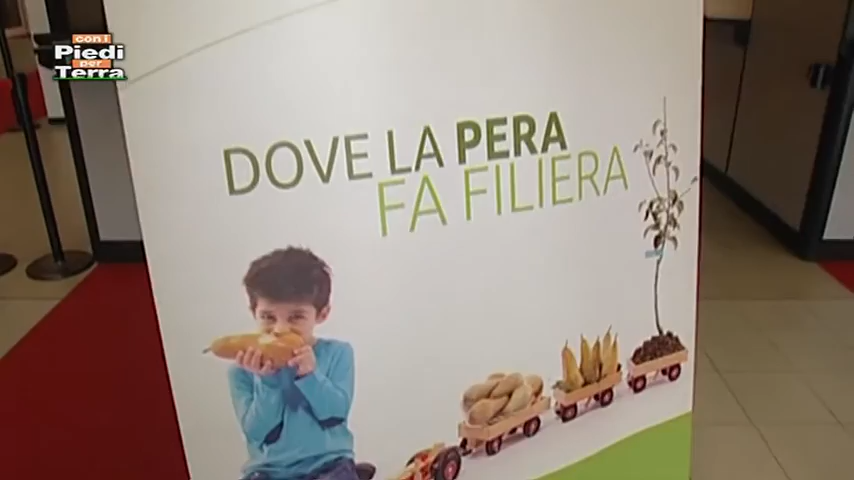 con i
Piedi
per
Terra
DOVE LA PERA
FA FILIERA